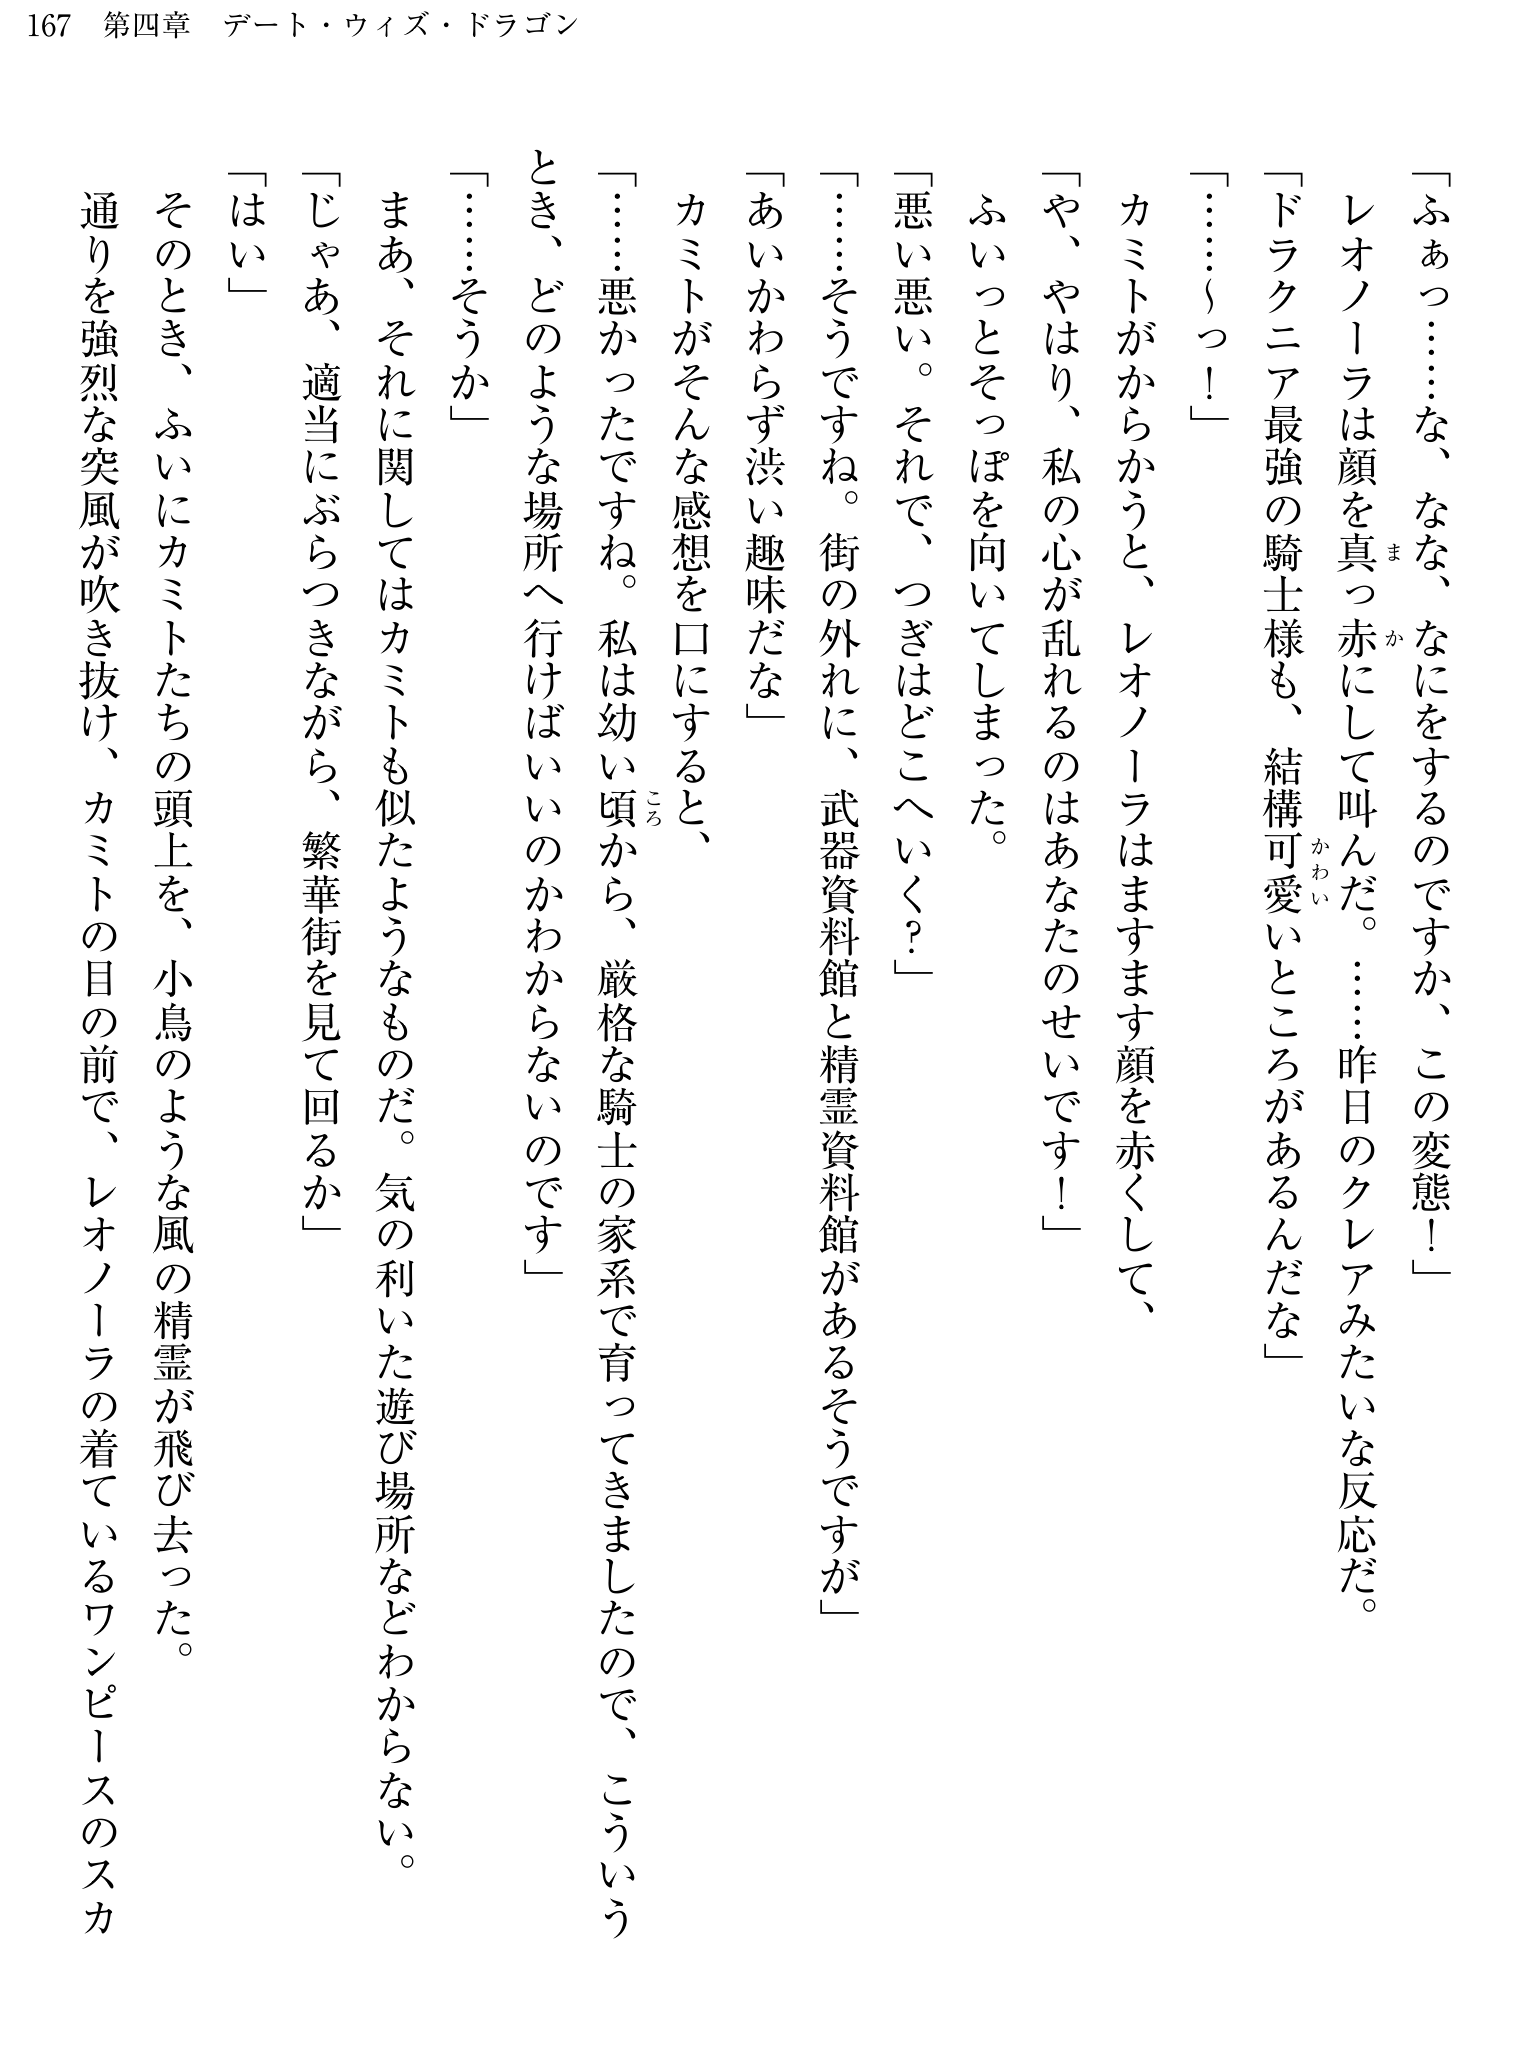 167　第四章　デート・ウィズ・ドラゴン
「ふぁっ……な、なな、なにをするのですか、この変態！」
　レオノーラは顔を真っ赤にして叫んだ。……昨日のクレアみたいな反応だ。
「ドラクニア最強の騎士様も、結構可愛いところがあるんだな」
「……～っ！」
　カミトがからかうと、レオノーラはますます顔を赤くして、
「や、やはり、私の心が乱れるのはあなたのせいです！」
　ふいっとそっぽを向いてしまった。
「悪い悪い。それで、つぎはどこへいく？」
「……そうですね。街の外れに、武器資料館と精霊資料館があるそうですが」
「あいかわらず渋い趣味だな」
　カミトがそんな感想を口にすると、
「……悪かったですね。私は幼い頃から、厳格な騎士の家系で育ってきましたので、こういう
とき、どのような場所へ行けばいいのかわからないのです」
「……そうか」
　まあ、それに関してはカミトも似たようなものだ。気の利いた遊び場所などわからない。
「じゃあ、適当にぶらつきながら、繁華街を見て回るか」
「はい」
　そのとき、ふいにカミトたちの頭上を、小鳥のような風の精霊が飛び去った。
　通りを強烈な突風が吹き抜け、カミトの目の前で、レオノーラの着ているワンピースのスカ